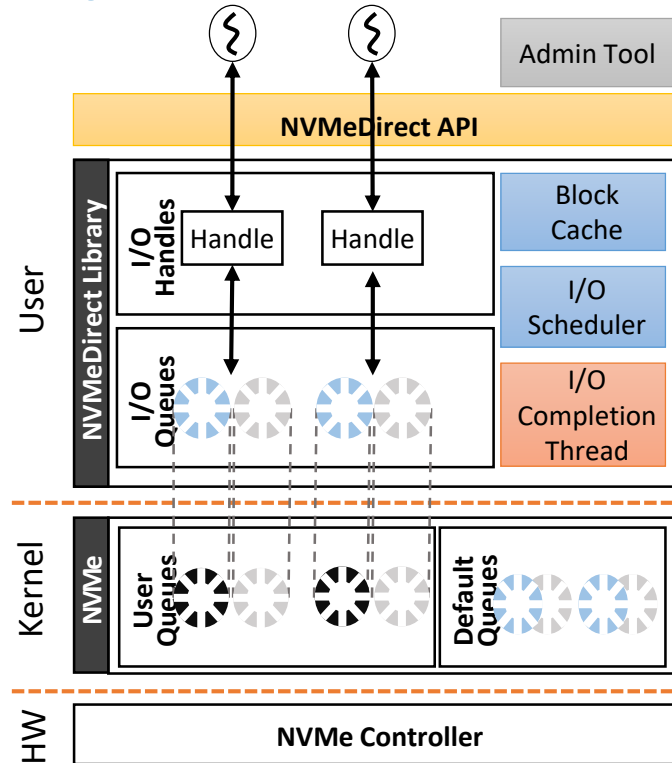 Admin Tool
NVMeDirect API
User
NVMeDirect Library
I/O
Handles
Handle
Handle
Block
Cache
I/O
Scheduler
I/O
Queues
I/O
Completion
Thread
Kernel
NVMe
User
Queues
Default
Queues
HW
NVMe Controller